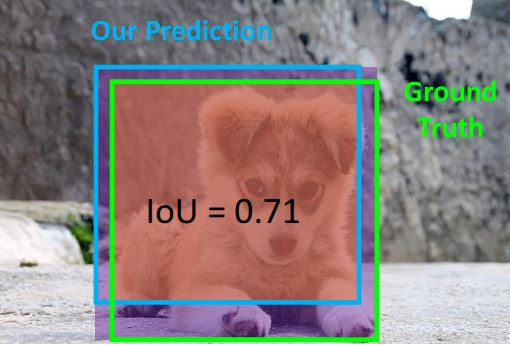 Our Prediction
Ground
Truth
IoU = 0.71